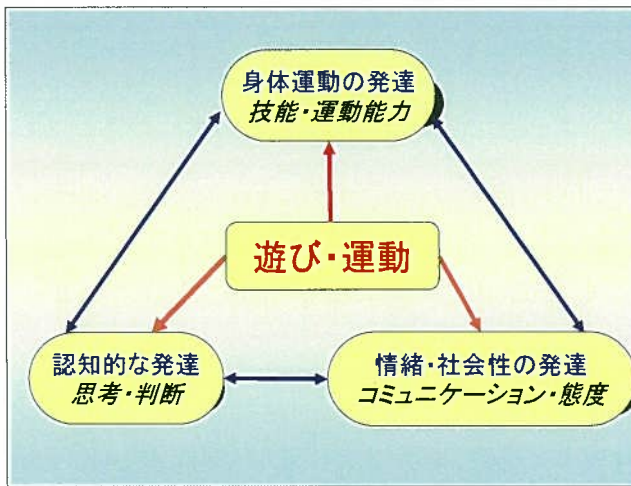 身体運動の発達
技能・運動能力
遊び・運動
認知的な発達
思考・判断
情緒・社会性の発達
コミュニケーション・態度